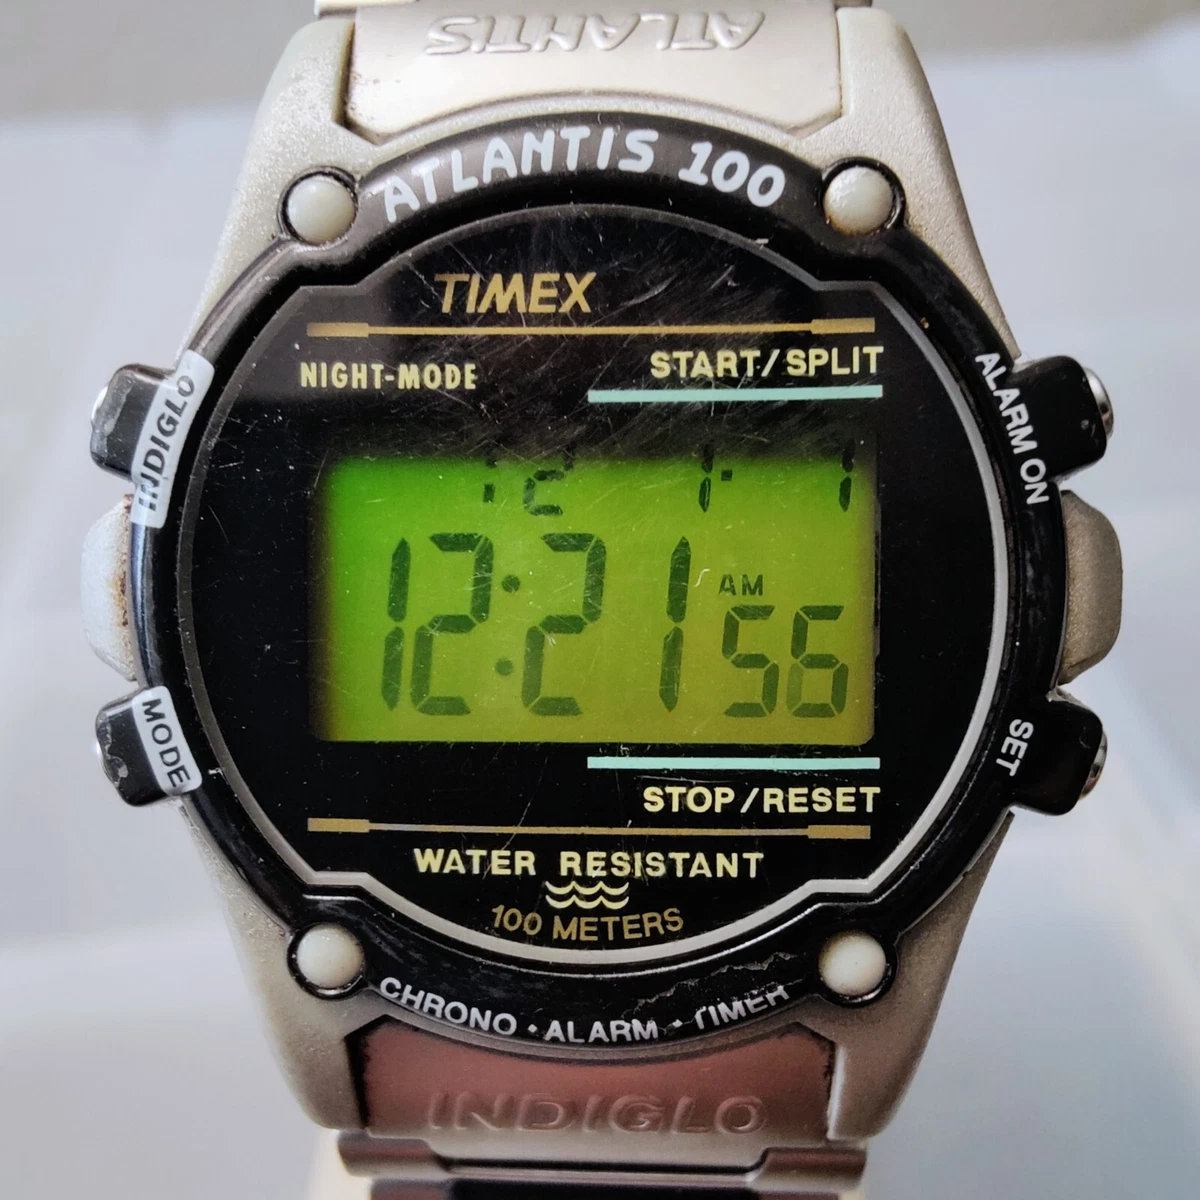 ATLANTIS
ATLANTIS 100
TIMEX
NIGHT-MODE
START/SPLIT
INDIGLO
ALARM ON
12:21 AM 56
MODE
SET
STOP/RESET
WATER RESISTANT
100 METERS
CHRONO • ALARM • TIMER
INDIGLO